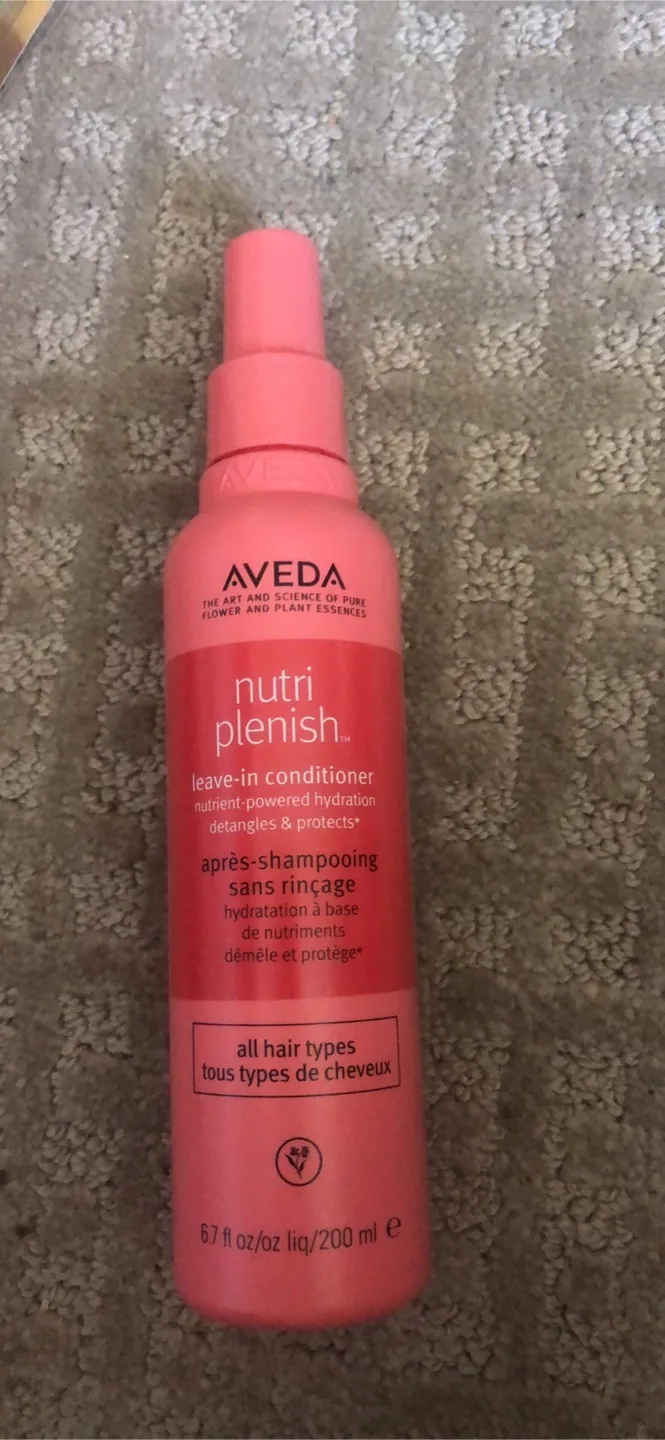 AVEDA
AVEDA
THE ART AND SCIENCE OF PURE
FLOWER AND PLANT ESSENCES
nutri
plenish™
leave-in conditioner
nutrient-powered hydration
detangles & protects*
après-shampooing
sans rinçage
hydratation à base
de nutriments
démêle et protège*
all hair types
tous types de cheveux
6.7 fl oz/oz liq/200 ml ℮